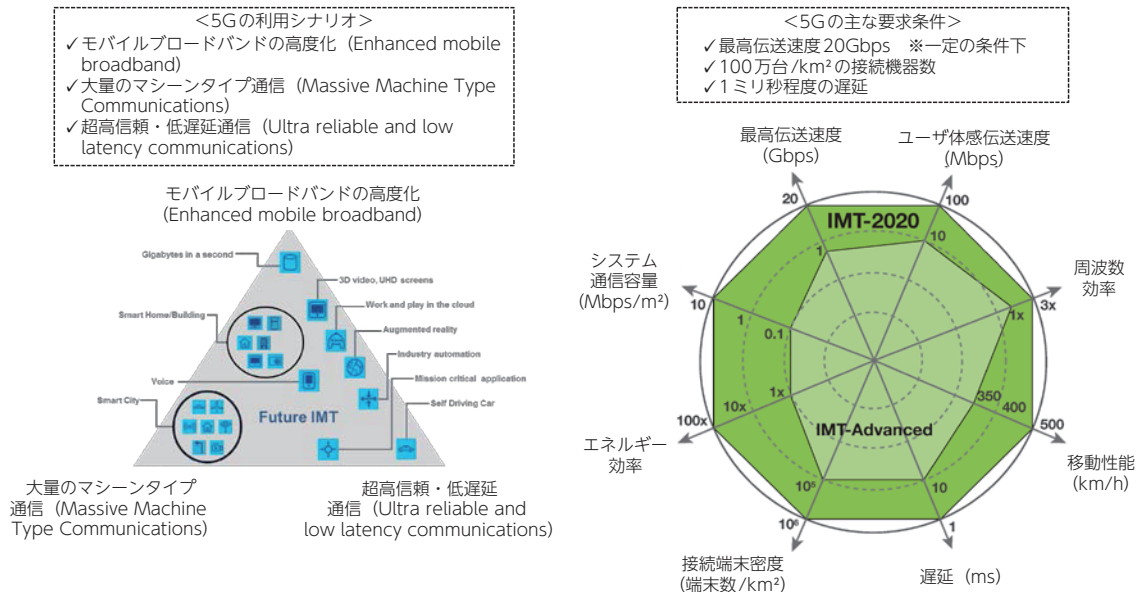 <5Gの利用シナリオ>
✓モバイルブロードバンドの高度化（Enhanced mobile
broadband)
✓大量のマシーンタイプ通信（Massive Machine Type
Communications)
✓超高信頼・低遅延通信（Ultra reliable and low
latency communications)
モバイルブロードバンドの高度化
(Enhanced mobile broadband)
Gigabytes in a second
3D video, UHD screens
Smart Home/Building
Work and play in the cloud
Augmented reality
Industry automation
Voice
Mission critical application
Smart City
Future IMT
Self Driving Car
大量のマシーンタイプ
通信（Massive Machine
Type Communications)
超高信頼・低遅延
通信（Ultra reliable and
low latency communications)
<5Gの主な要求条件>
✓最高伝送速度20Gbps ※一定の条件下
✓100万台/km²の接続機器数
✓1ミリ秒程度の遅延
最高伝送速度
(Gbps)
ユーザ体感伝送速度
(Mbps)
20
100
IMT-2020
1
10
システム
通信容量
(Mbps/m²)
周波数
効率
10
1
0.1
1x
3x
1x
10x
100x
350
400
500
IMT-Advanced
エネルギー
効率
移動性能
(km/h)
10⁵
10
10⁶
1
接続端末密度
(端末数/km²)
遅延（ms）